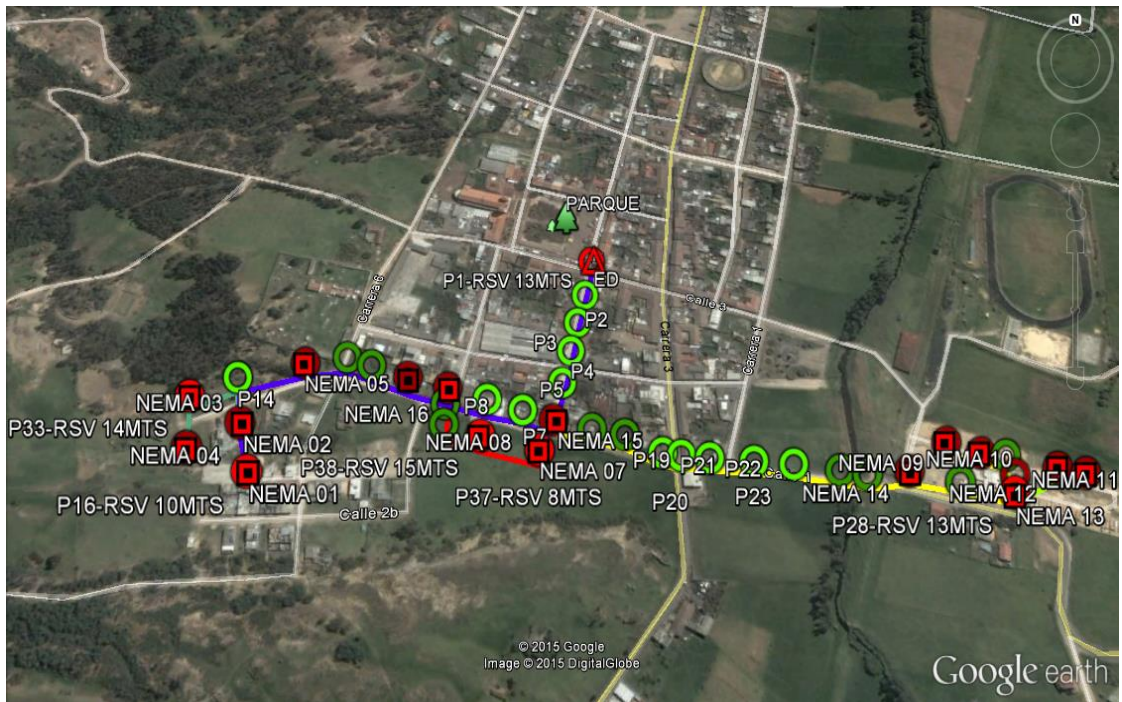 N
PARQUE
P1-RSV 13MTS
ED
Carrera 6
Calle 3
P2
P3
Carrera 3
Carrera 1
P4
P5
NEMA 05
NEMA 03
P14
NEMA 16
P8
P33-RSV 14MTS
NEMA 02
NEMA 08
P7
NEMA 15
NEMA 04
P38-RSV 15MTS
NEMA 07
P19
P21
P22
NEMA 09
NEMA 10
NEMA 11
NEMA 01
P16-RSV 10MTS
P37-RSV 8MTS
P20
P23
NEMA 14
NEMA 12
Calle 2b
P28-RSV 13MTS
NEMA 13
© 2015 Google
Image © 2015 DigitalGlobe
Google earth